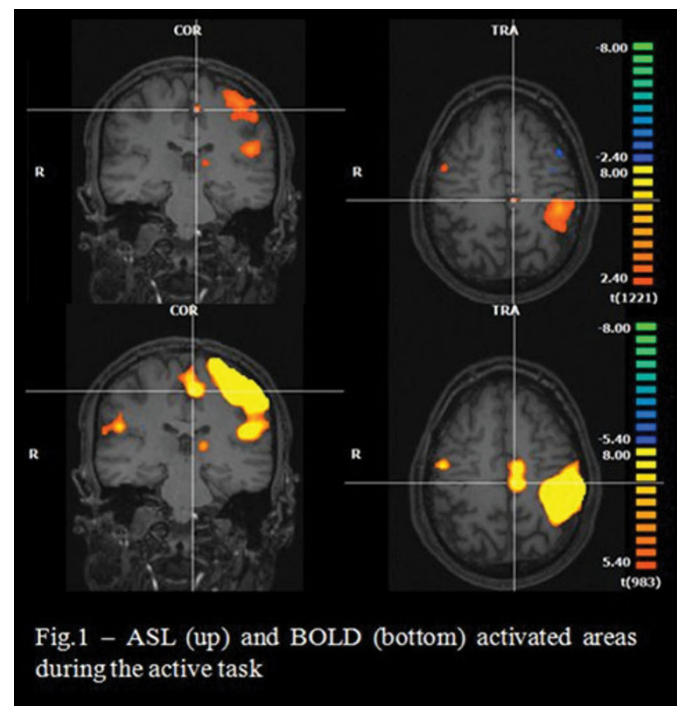 COR
TRA
-8.00
R
R
-2.40
8.00
2.40
t(1221)
COR
TRA
-8.00
R
R
-5.40
8.00
5.40
t(983)
Fig.1 – ASL (up) and BOLD (bottom) activated areas
during the active task